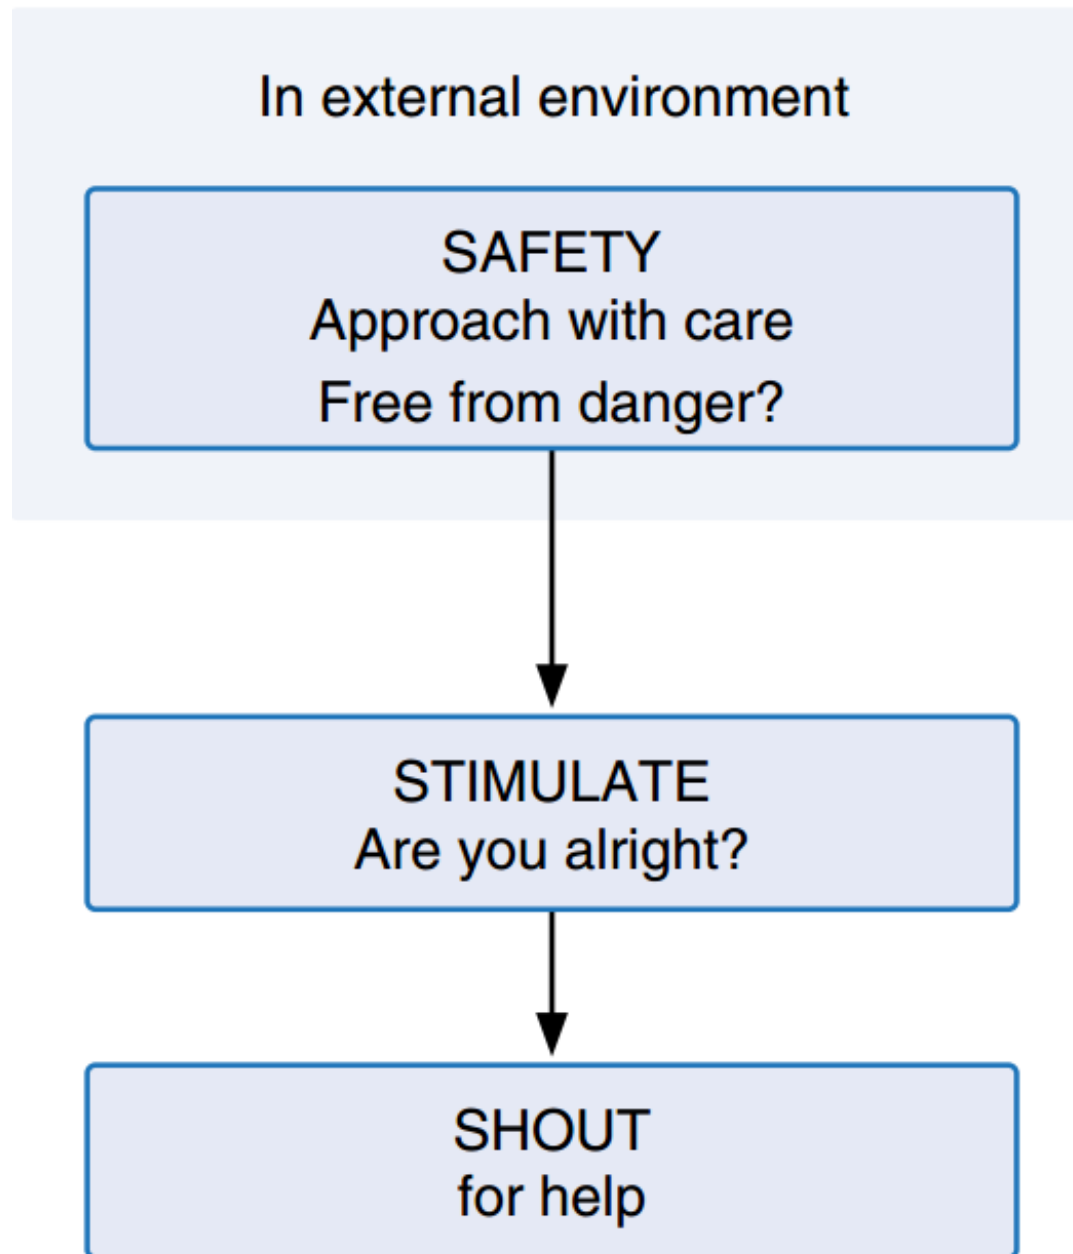 In external environment
SAFETY
Approach with care
Free from danger?
STIMULATE
Are you alright?
SHOUT
for help